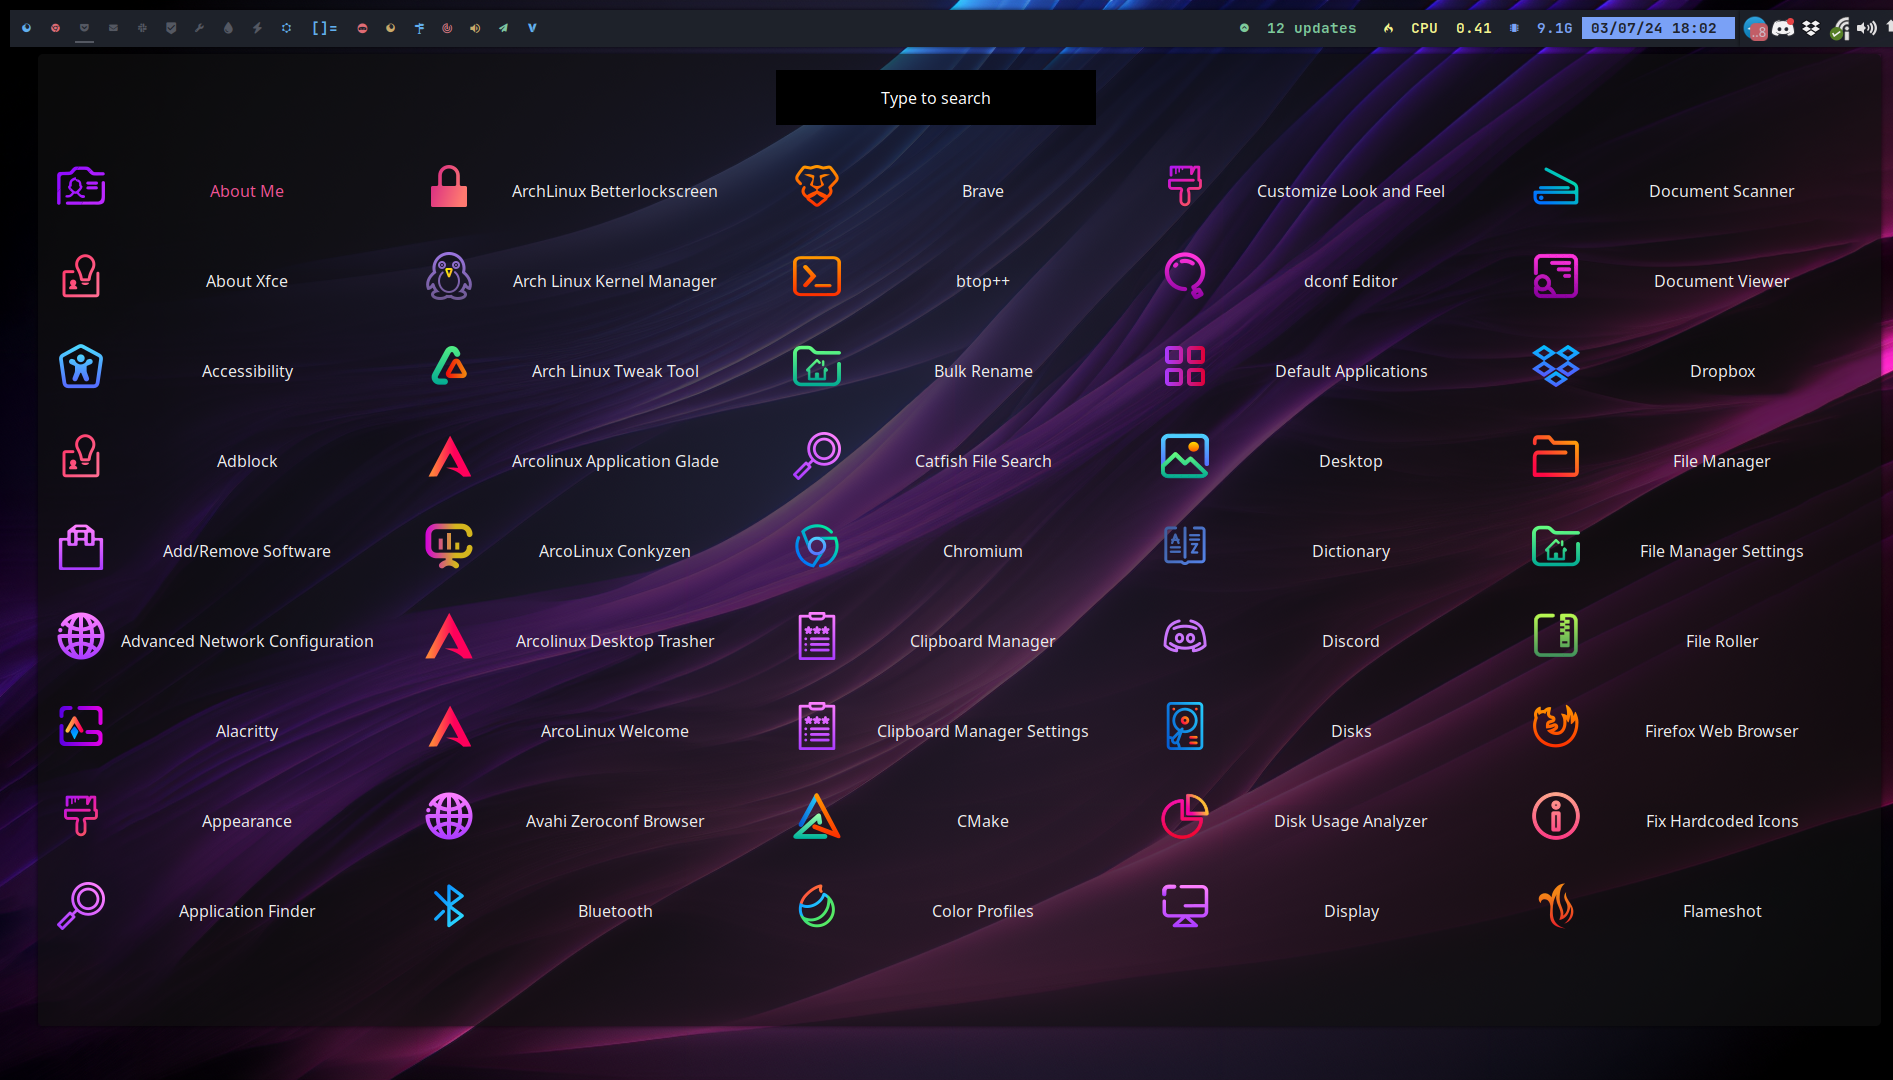 []= 12 updates CPU 0.41 9.1G 03/07/24 18:02 ..8
Type to search
About Me ArchLinux Betterlockscreen Brave Customize Look and Feel Document Scanner
About Xfce Arch Linux Kernel Manager btop++ dconf Editor Document Viewer
Accessibility Arch Linux Tweak Tool Bulk Rename Default Applications Dropbox
Adblock Arcolinux Application Glade Catfish File Search Desktop File Manager
Add/Remove Software ArcoLinux Conkyzen Chromium Dictionary File Manager Settings
Advanced Network Configuration Arcolinux Desktop Trasher Clipboard Manager Discord File Roller
Alacritty ArcoLinux Welcome Clipboard Manager Settings Disks Firefox Web Browser
Appearance Avahi Zeroconf Browser CMake Disk Usage Analyzer Fix Hardcoded Icons
Application Finder Bluetooth Color Profiles Display Flameshot